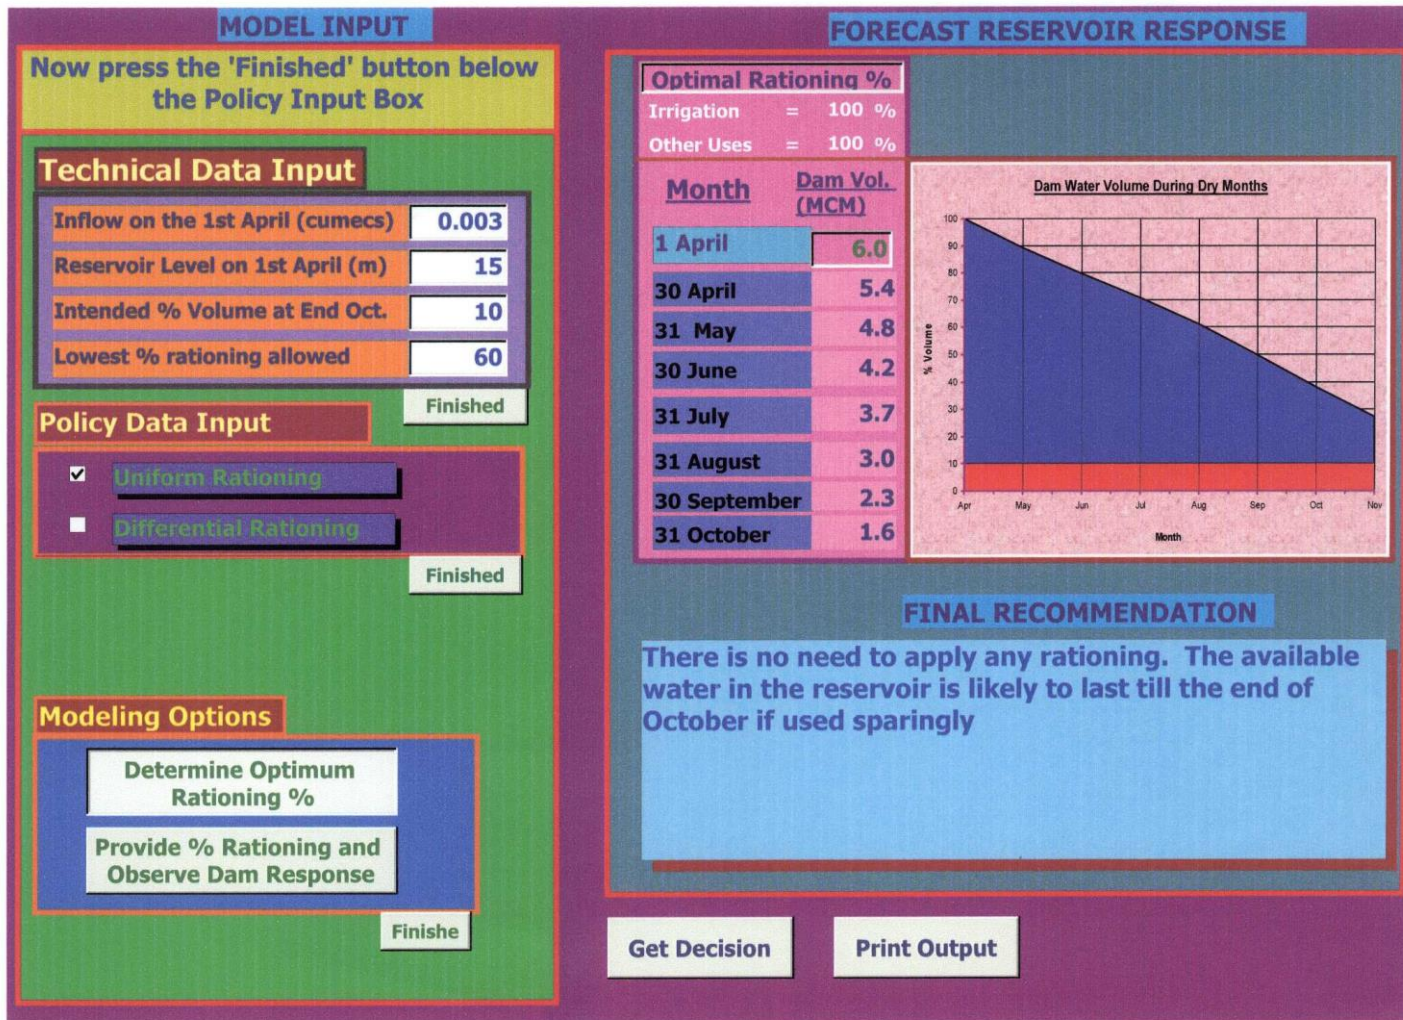 MODEL INPUT
Now press the 'Finished' button below
the Policy Input Box
Technical Data Input
Inflow on the 1st April (cumecs) 0.003
Reservoir Level on 1st April (m) 15
Intended % Volume at End Oct. 10
Lowest % rationing allowed 60
Finished
Policy Data Input
Uniform Rationing
Differential Rationing
Finished
Modeling Options
Determine Optimum
Rationing %
Provide % Rationing and
Observe Dam Response
Finishe
FORECAST RESERVOIR RESPONSE
Optimal Rationing %
Irrigation = 100 %
Other Uses = 100 %
Month Dam Vol.
(MCM)
1 April 6.0
30 April 5.4
31 May 4.8
30 June 4.2
31 July 3.7
31 August 3.0
30 September 2.3
31 October 1.6
Dam Water Volume During Dry Months
% Volume
100
90
80
70
60
50
40
30
20
10
0
Apr May Jun Jul Aug Sep Oct Nov
Month
FINAL RECOMMENDATION
There is no need to apply any rationing. The available
water in the reservoir is likely to last till the end of
October if used sparingly
Get Decision Print Output